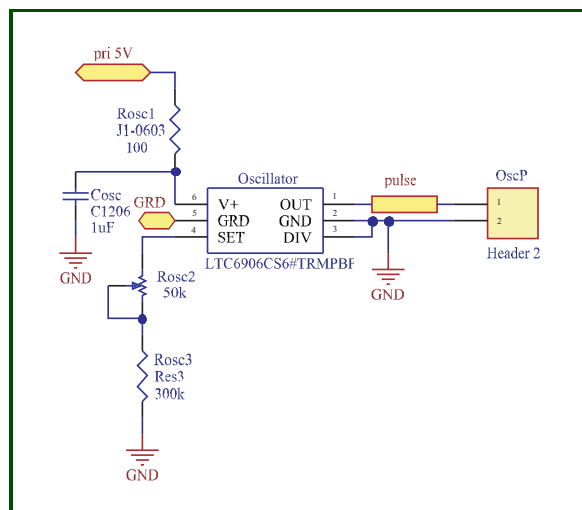 pri 5V
Rosc1
J1-0603
100
Oscillator
pulse
OscP
Cosc
C1206
1uF
GRD
6 V+ OUT 1
5 GRD GND 2
4 SET DIV 3
1
2
Header 2
LTC6906CS6#TRMPBF
GND
GND
Rosc2
50k
Rosc3
Res3
300k
GND